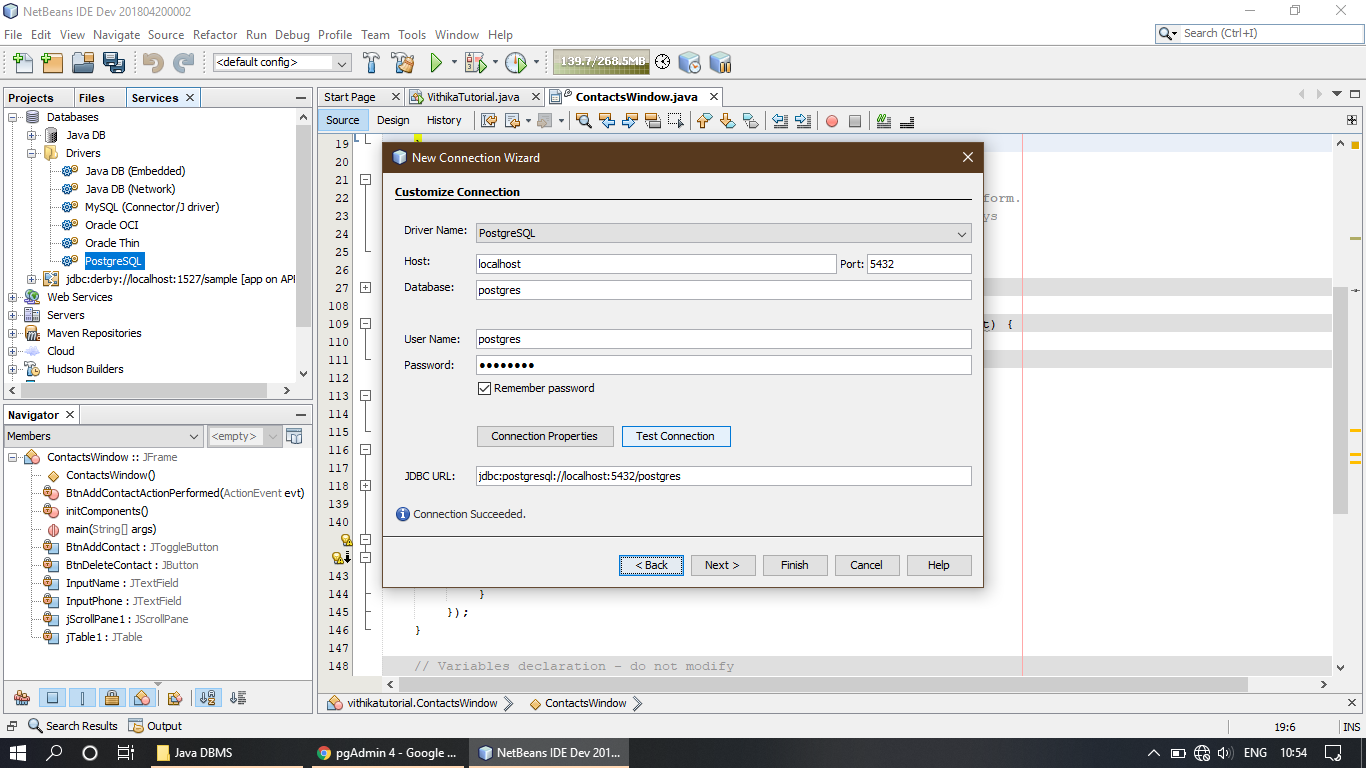 NetBeans IDE Dev 201804200002
File Edit View Navigate Source Refactor Run Debug Profile Team Tools Window Help
Search (Ctrl+I)
<default config>
139.7/268.5MB
Projects Files Services
Start Page VithikaTutorial.java ContactsWindow.java
Source Design History
Databases
Java DB
Drivers
Java DB (Embedded)
Java DB (Network)
MySQL (Connector/J driver)
Oracle OCI
Oracle Thin
PostgreSQL
jdbc:derby://localhost:1527/sample [app on API
Web Services
Servers
Maven Repositories
Cloud
Hudson Builders
Navigator
Members <empty>
ContactsWindow :: JFrame
ContactsWindow()
BtnAddContactActionPerformed(ActionEvent evt)
initComponents()
main(String[] args)
BtnAddContact : JToggleButton
BtnDeleteContact : JButton
InputName : JTextField
InputPhone : JTextField
jScrollPane1 : JScrollPane
jTable1 : JTable
19
20
21
22 form.
23 ys
24
25
26
27
108
109 t) {
110
111
112
113
114
115
116
117
118
139
140
143
144 }
145 });
146 }
147
148 // Variables declaration - do not modify
New Connection Wizard
Customize Connection
Driver Name: PostgreSQL
Host: localhost Port: 5432
Database: postgres
User Name: postgres
Password: ●●●●●●●●
Remember password
Connection Properties Test Connection
JDBC URL: jdbc:postgresql://localhost:5432/postgres
Connection Succeeded.
< Back Next > Finish Cancel Help
vithikatutorial.ContactsWindow ContactsWindow
Search Results Output
19:6 INS
Java DBMS pgAdmin 4 - Google ... NetBeans IDE Dev 201... ENG 10:54